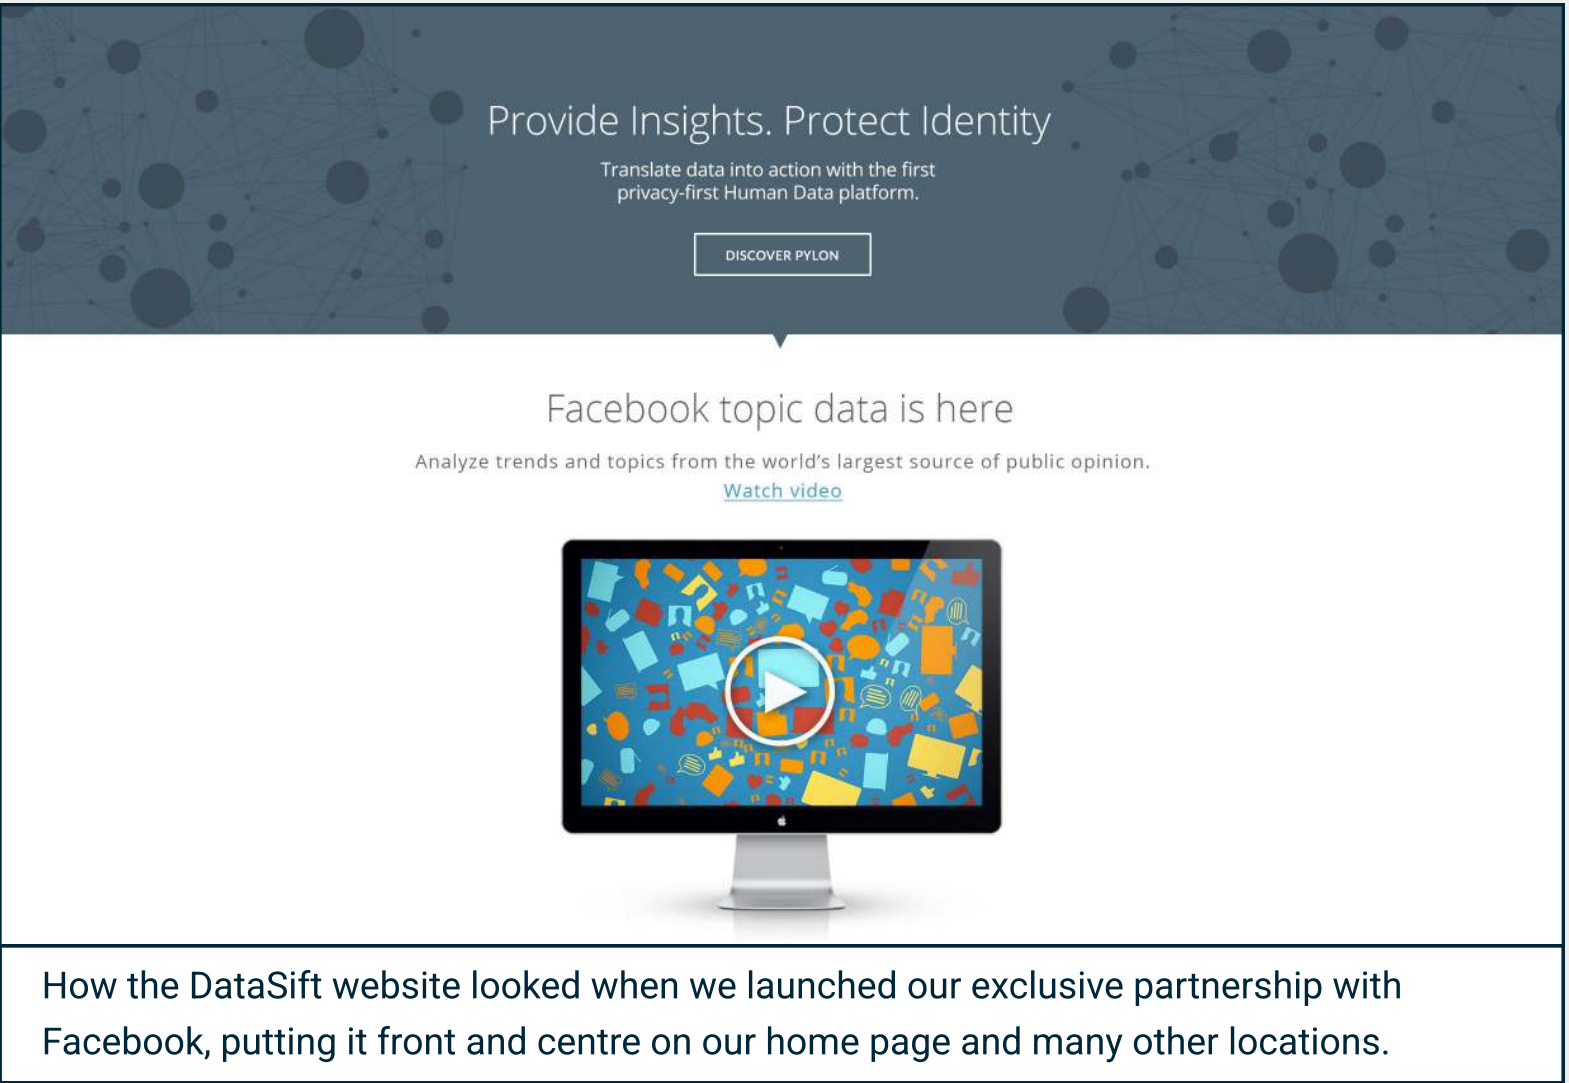 Provide Insights. Protect Identity
Translate data into action with the first
privacy-first Human Data platform.
DISCOVER PYLON
Facebook topic data is here
Analyze trends and topics from the world's largest source of public opinion.
Watch video
How the DataSift website looked when we launched our exclusive partnership with
Facebook, putting it front and centre on our home page and many other locations.